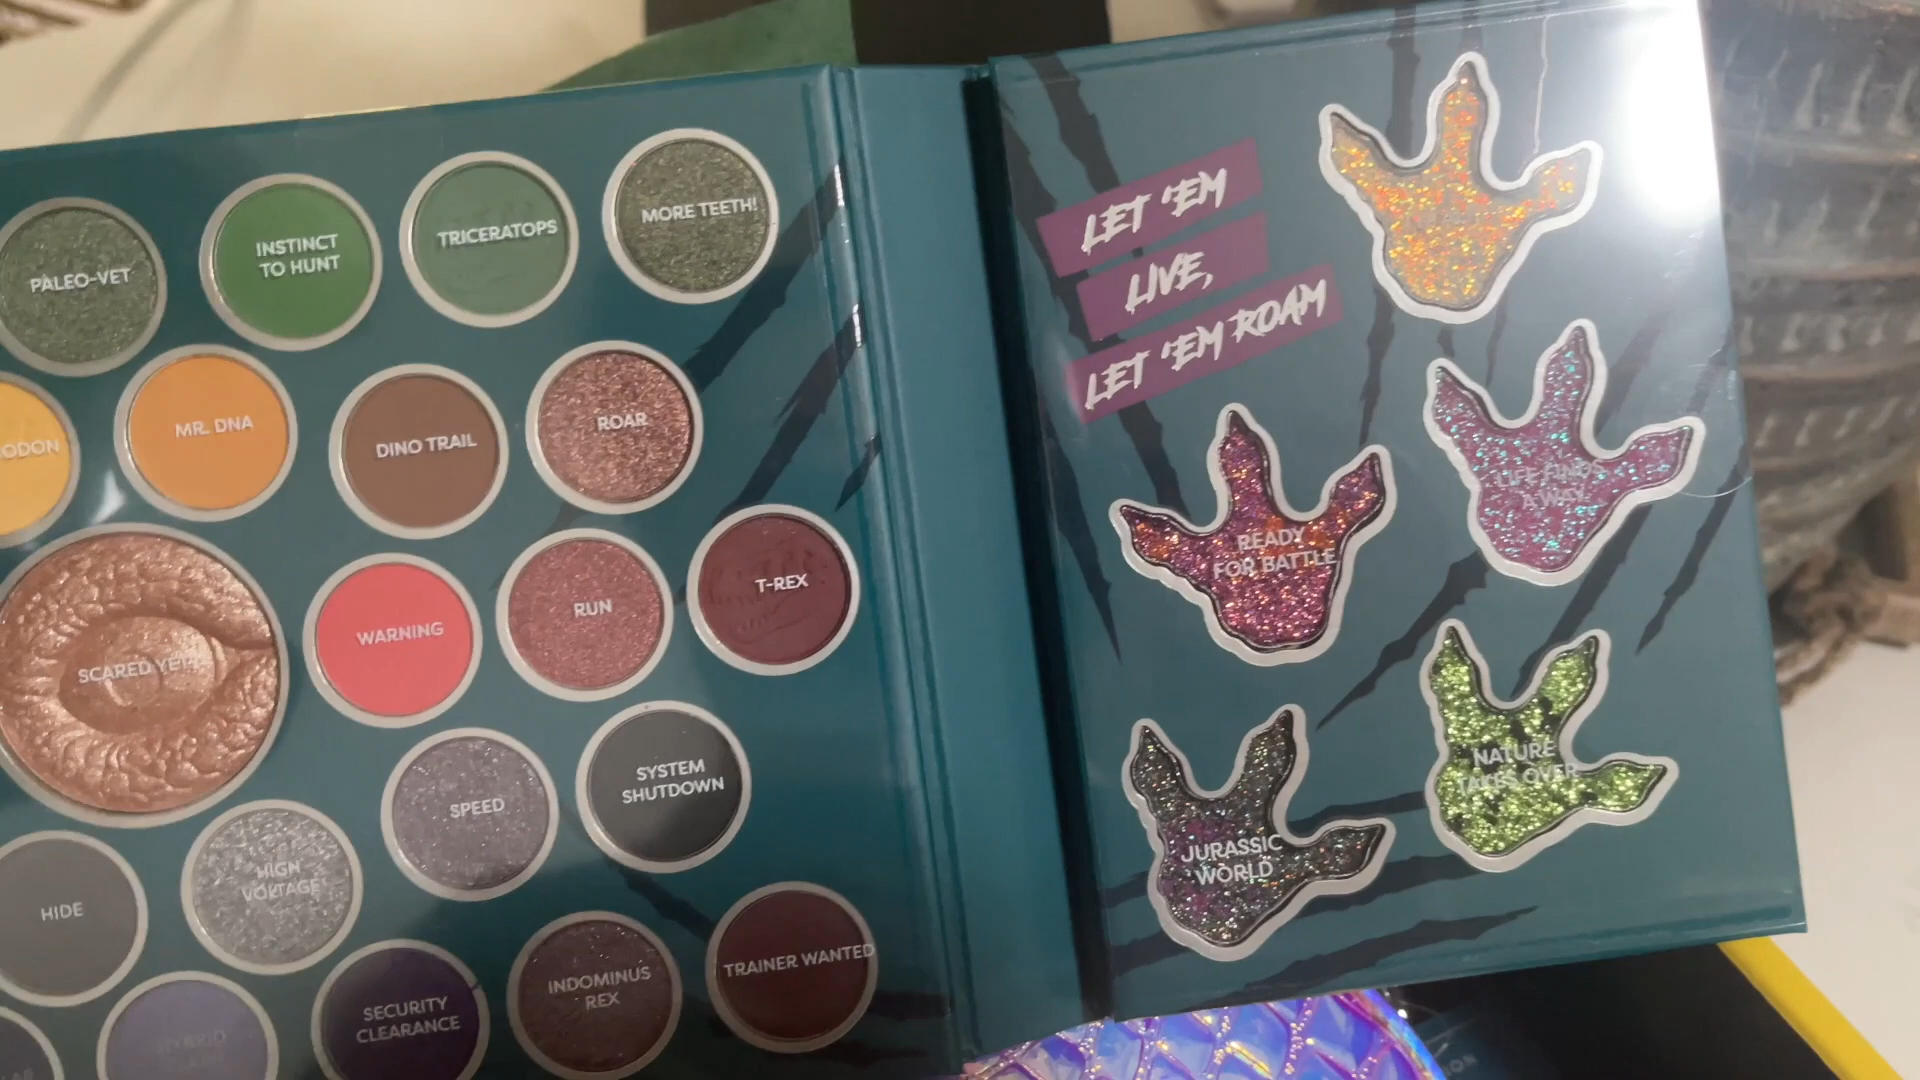 PALEO-VET
INSTINCT
TO HUNT
TRICERATOPS
MORE TEETH!
ODON
MR. DNA
DINO TRAIL
ROAR
SCARED YET?
WARNING
RUN
T-REX
SPEED
SYSTEM
SHUTDOWN
HIDE
HIGH
VOLTAGE
HYBRID
SECURITY
CLEARANCE
INDOMINUS
REX
TRAINER WANTED
LET 'EM
LIVE,
LET 'EM ROAM
LIFE FINDS
A WAY
READY
FOR BATTLE
NATURE
TAKES OVER
JURASSIC
WORLD